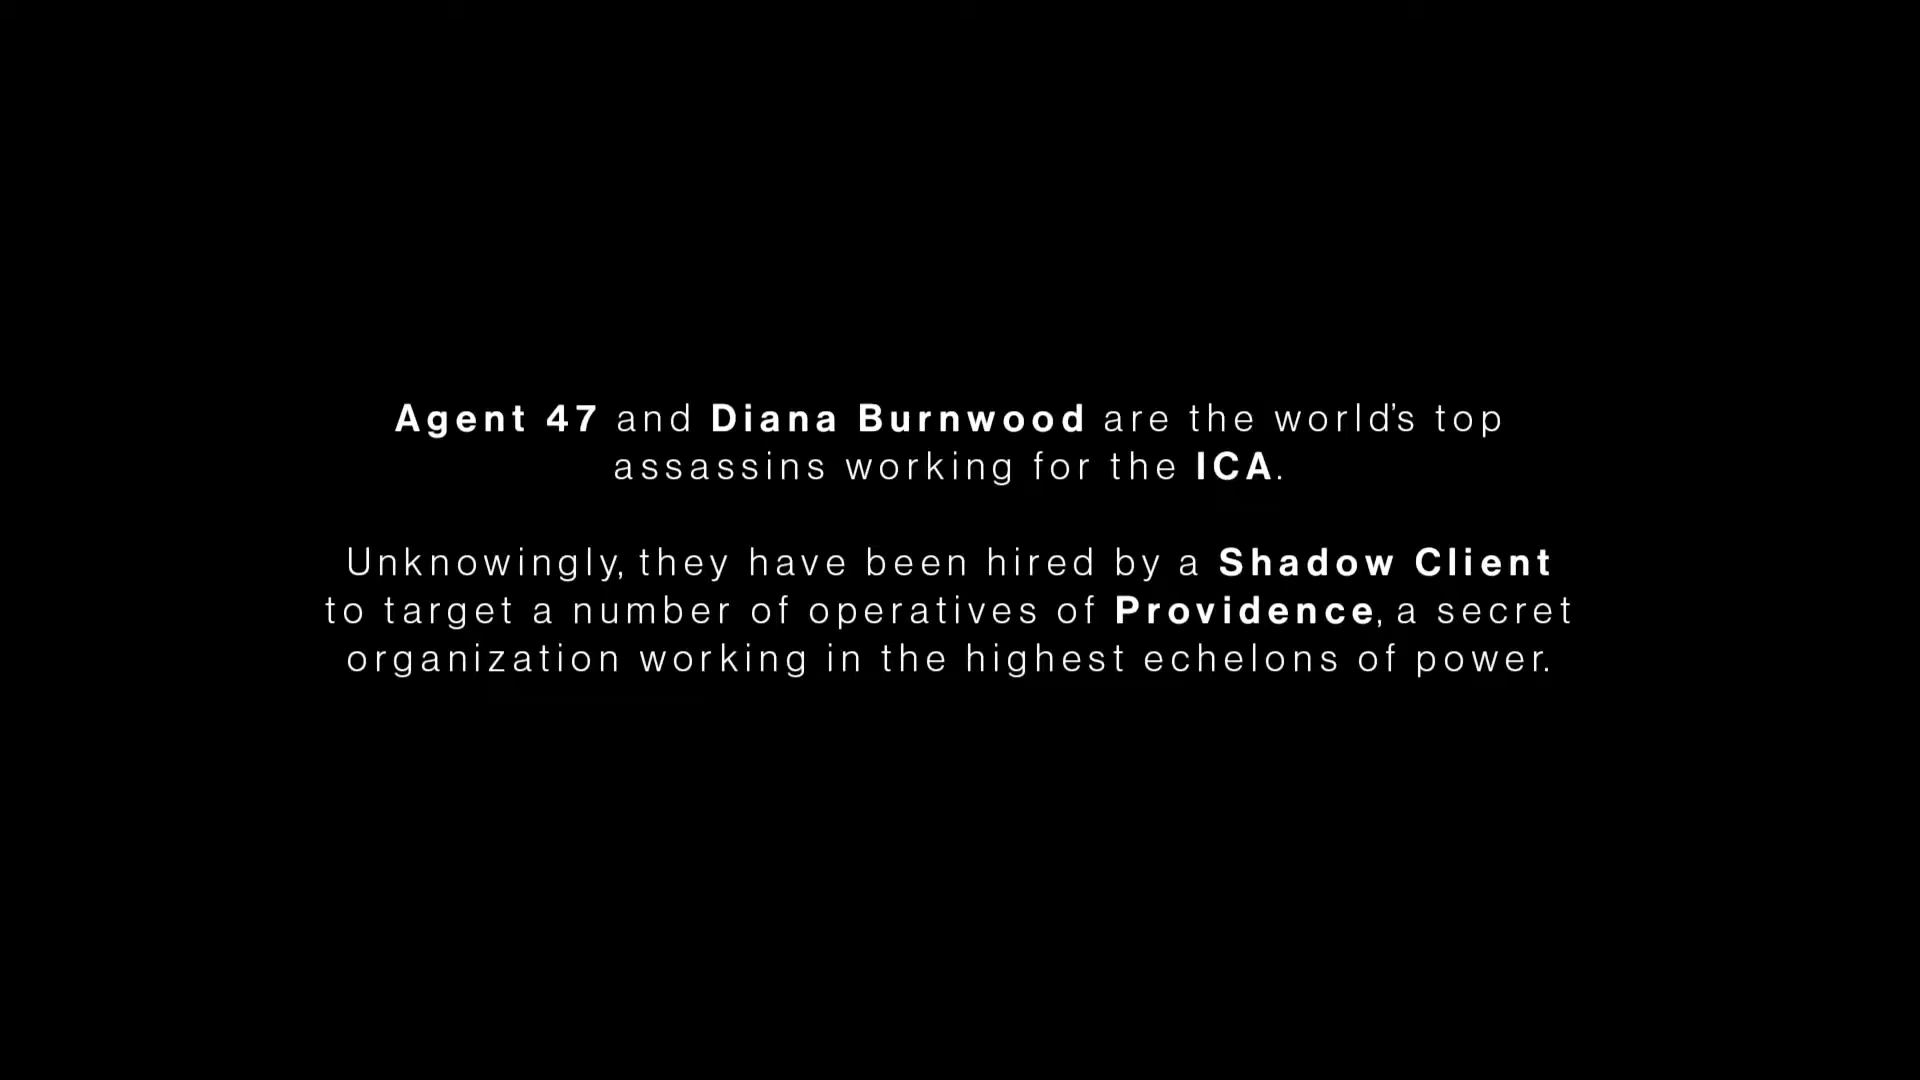 Agent 47 and Diana Burnwood are the world’s top
assassins working for the ICA.
Unknowingly, they have been hired by a Shadow Client
to target a number of operatives of Providence, a secret
organization working in the highest echelons of power.